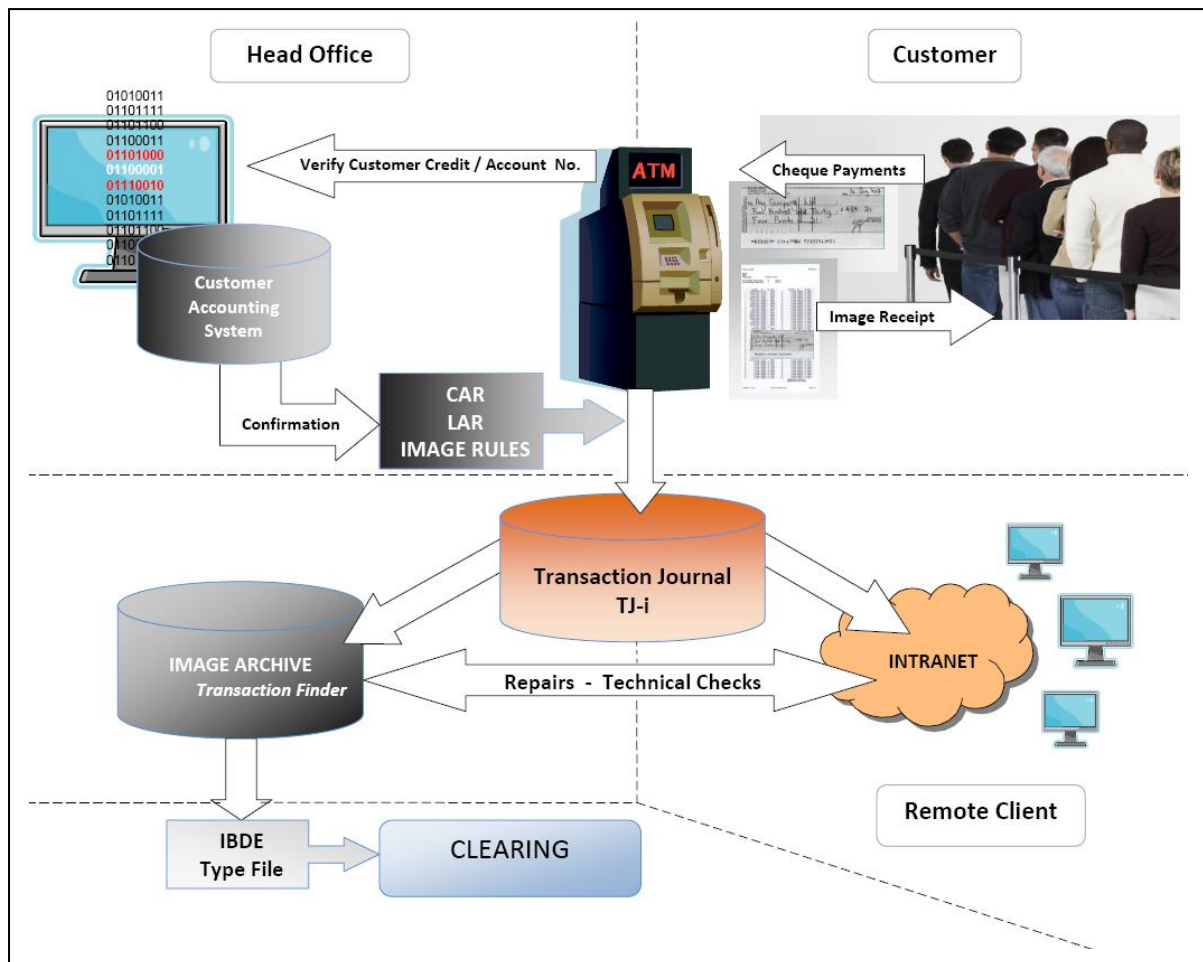 Head Office
Customer
01010011
01101111
01101100
01100011
01101000
01100001
01110010
01010011
01101111
01101100
Verify Customer Credit / Account No.
ATM
Cheque Payments
Image Receipt
Customer
Accounting
System
Confirmation
CAR
LAR
IMAGE RULES
Transaction Journal
TJ-i
IMAGE ARCHIVE
Transaction Finder
INTRANET
Repairs - Technical Checks
Remote Client
IBDE
Type File
CLEARING